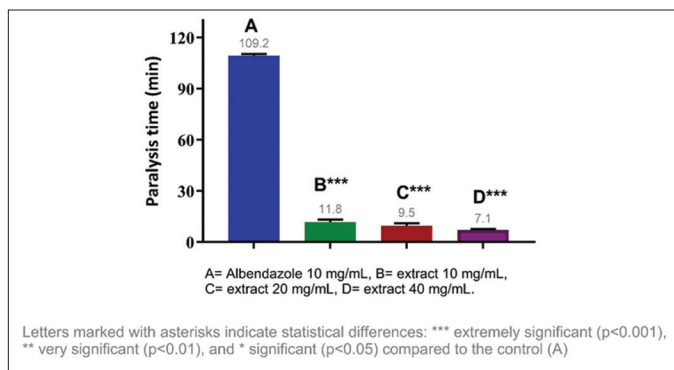 A
109.2
120
90
60
30
0
Paralysis time (min)
B***
11.8
C***
9.5
D***
7.1
A= Albendazole 10 mg/mL, B= extract 10 mg/mL,
C= extract 20 mg/mL, D= extract 40 mg/mL.
Letters marked with asterisks indicate statistical differences: *** extremely significant (p<0.001),
** very significant (p<0.01), and * significant (p<0.05) compared to the control (A)